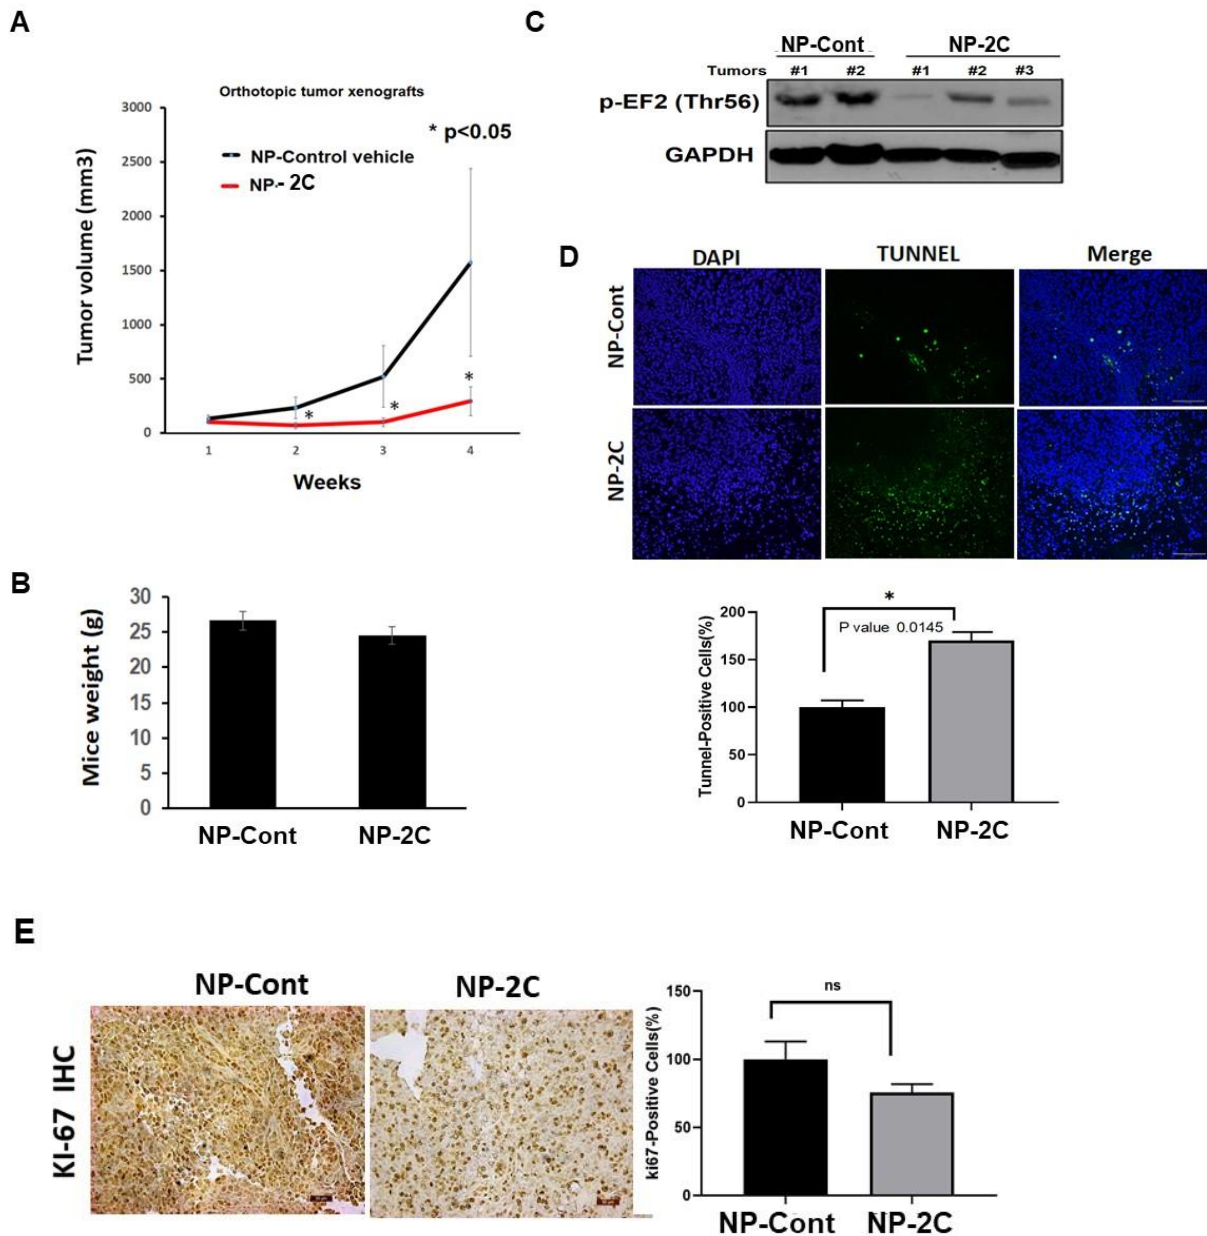 A
Orthotopic tumor xenografts
3000
2500
2000
1500
1000
500
0
* p<0.05
NP-Control vehicle
NP-- 2C
*
*
*
Tumor volume (mm3)
1 2 3 4
Weeks
B
Mice weight (g)
30
25
20
15
10
5
0
NP-Cont NP-2C
C
NP-Cont NP-2C
Tumors #1 #2 #1 #2 #3
p-EF2 (Thr56)
GAPDH
D
DAPI TUNNEL Merge
NP-Cont
NP-2C
Tunnel-Positive Cells(%)
200
150
100
50
0
*
P value 0.0145
NP-Cont NP-2C
E
NP-Cont NP-2C
KI-67 IHC
ki67-Positive Cells(%)
150
100
50
0
ns
NP-Cont NP-2C